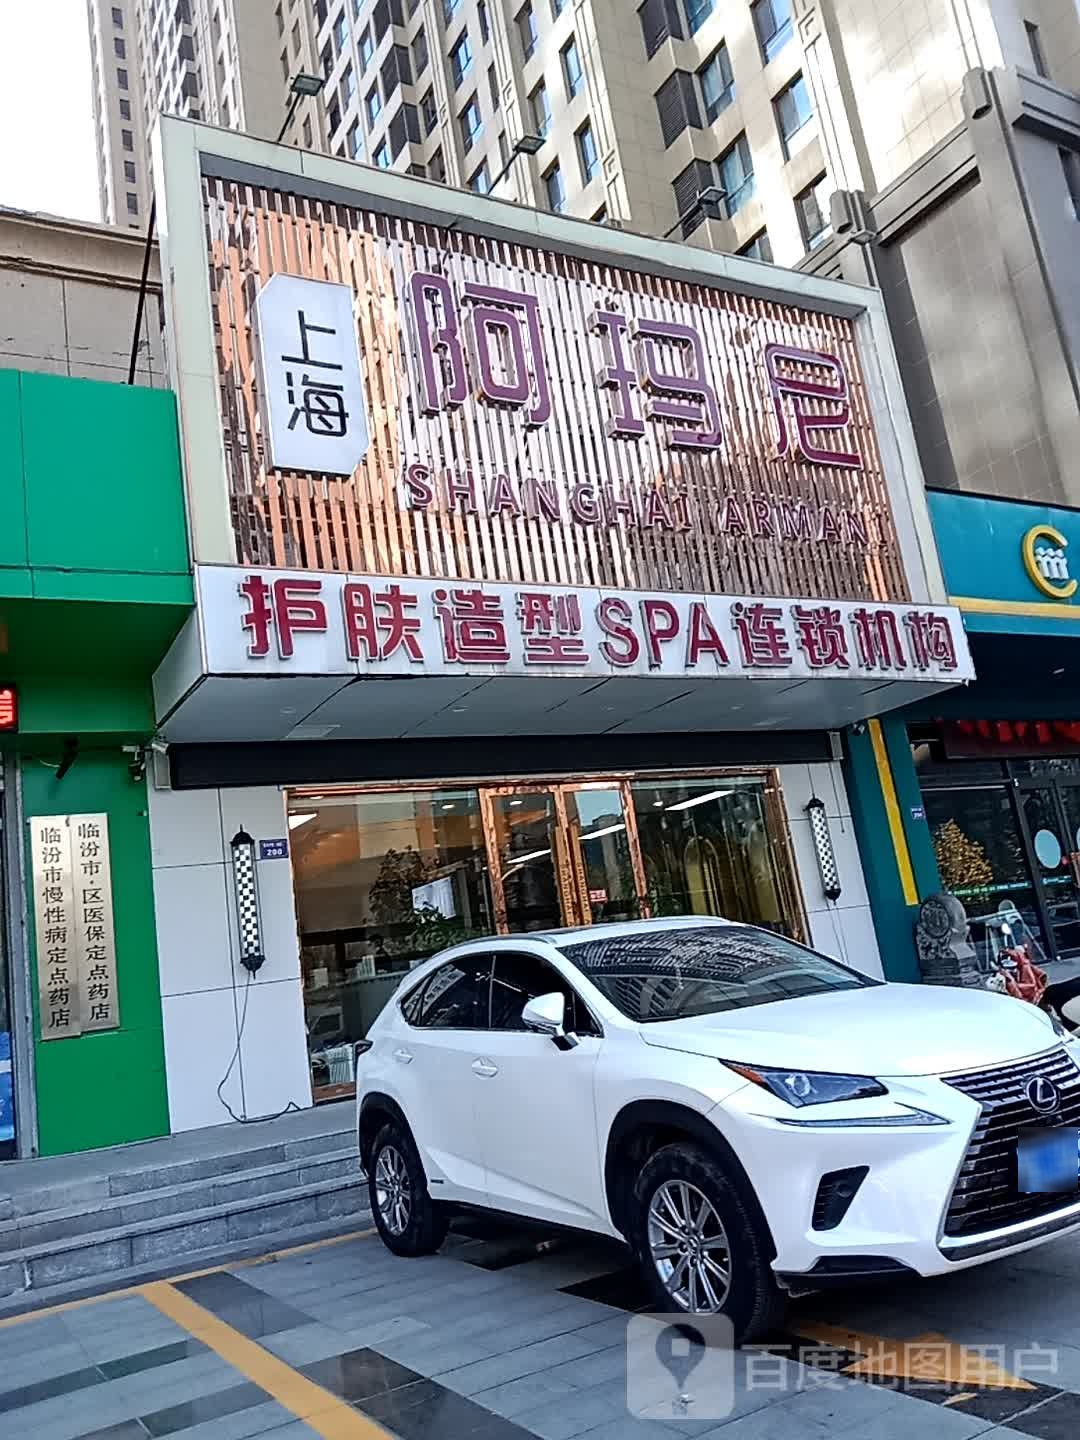 上海
阿玛尼
SHANGHAI ARMANI
护肤造型SPA连锁机构
临汾市·区医保定点药店
临汾市慢性病定点药店
200
百度地图用户